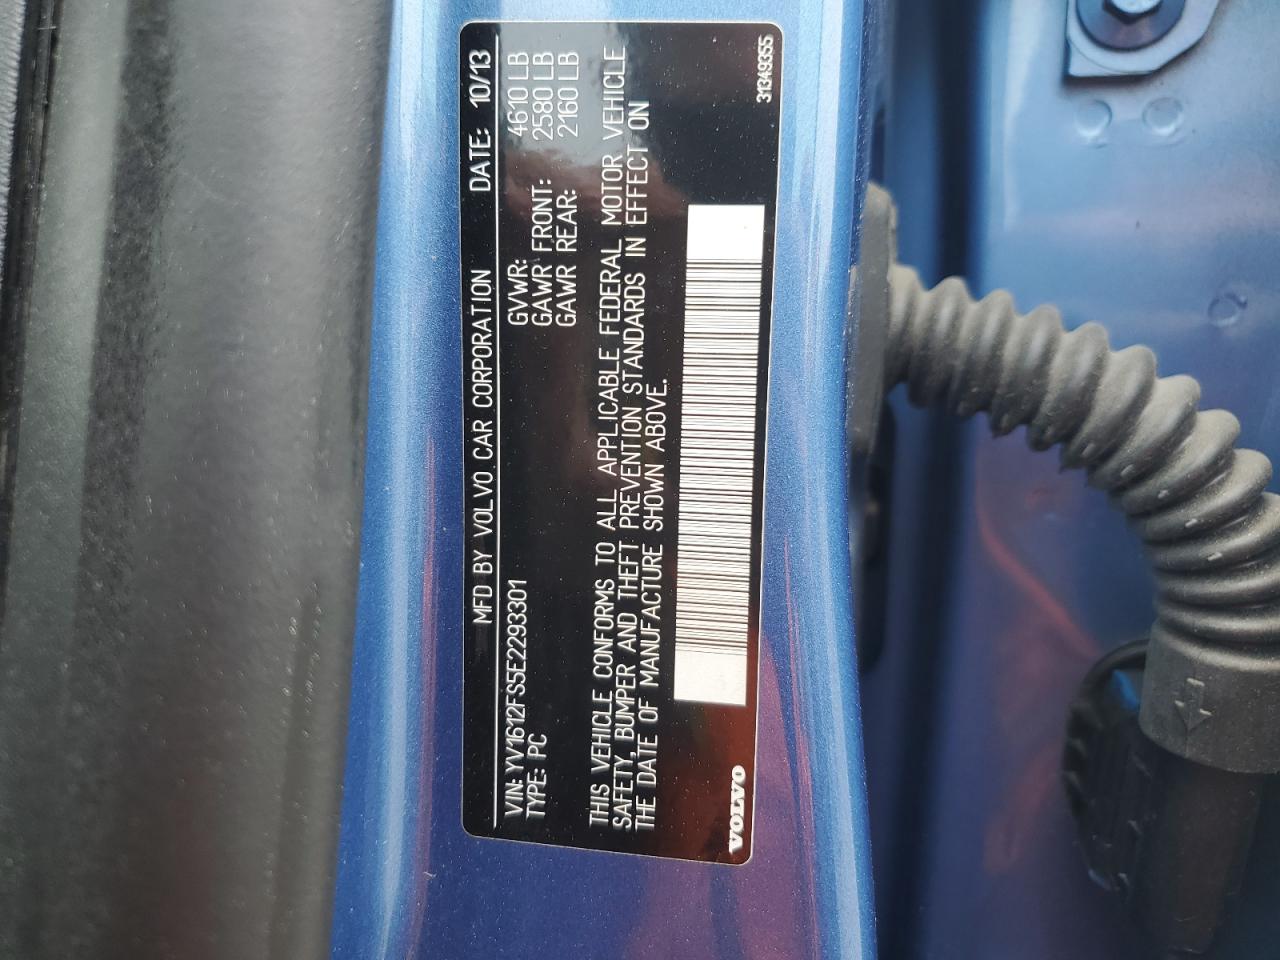 MFD BY VOLVO CAR CORPORATION DATE: 10/13
VIN: YV1612FS5E2293301 GVWR: 4610 LB
TYPE: PC GAWR FRONT: 2580 LB
GAWR REAR: 2160 LB
THIS VEHICLE CONFORMS TO ALL APPLICABLE FEDERAL MOTOR VEHICLE
SAFETY, BUMPER AND THEFT PREVENTION STANDARDS IN EFFECT ON
THE DATE OF MANUFACTURE SHOWN ABOVE.
VOLVO 31349355